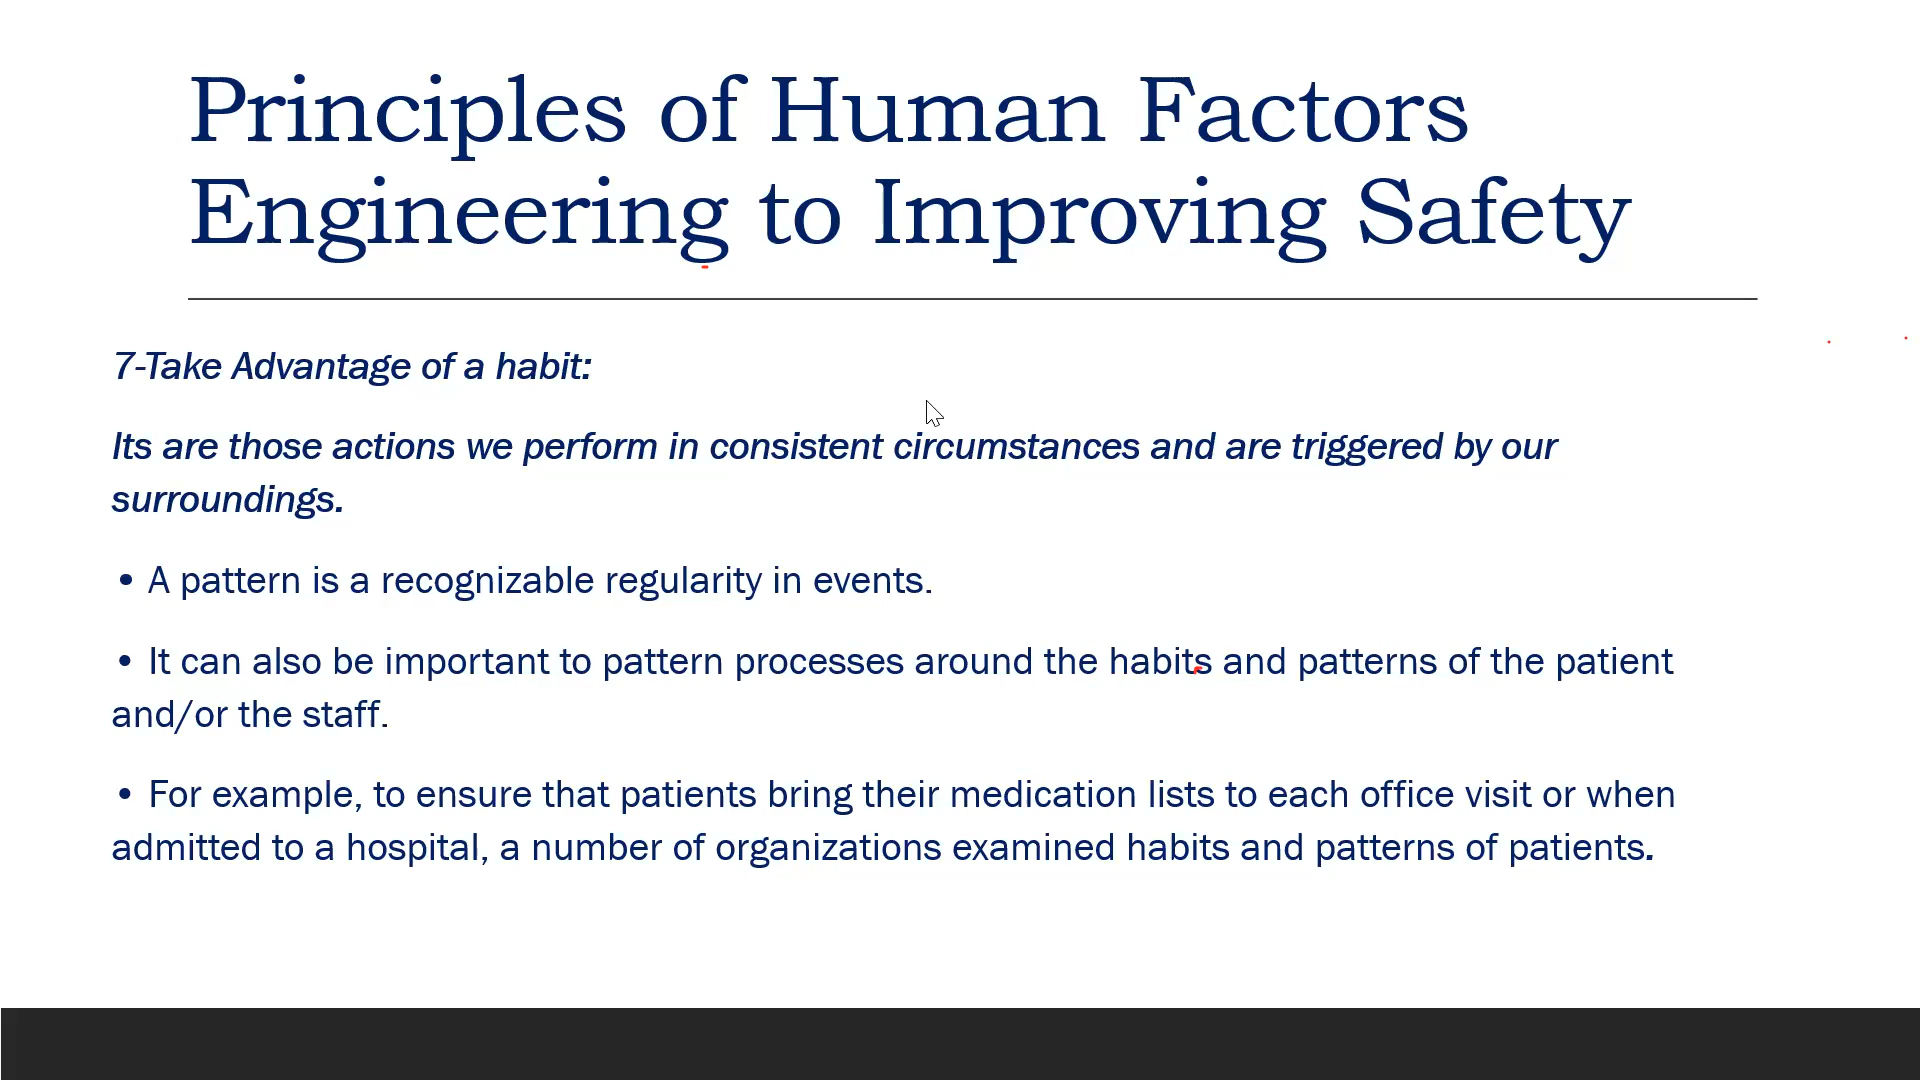 Principles of Human Factors
Engineering to Improving Safety
7-Take Advantage of a habit:
Its are those actions we perform in consistent circumstances and are triggered by our
surroundings.
• A pattern is a recognizable regularity in events.
• It can also be important to pattern processes around the habits and patterns of the patient
and/or the staff.
• For example, to ensure that patients bring their medication lists to each office visit or when
admitted to a hospital, a number of organizations examined habits and patterns of patients.